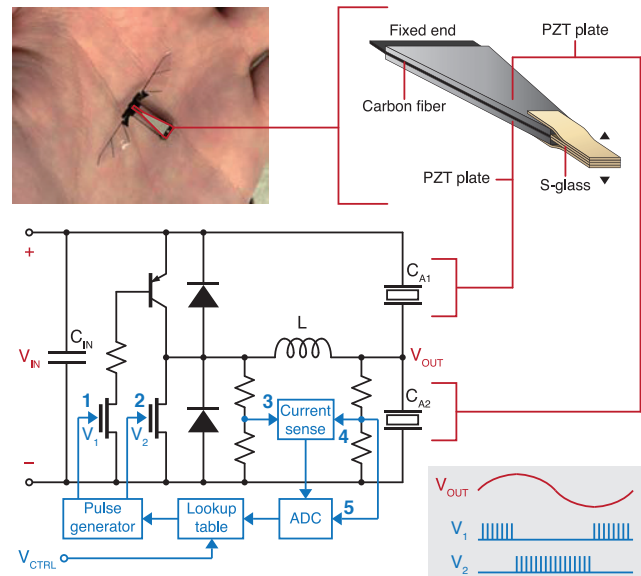 Fixed end
PZT plate
Carbon fiber
PZT plate
S-glass
+
C_A1
C_IN
L
V_IN
V_OUT
1
2
3
Current
sense
C_A2
V_1
V_2
4
–
Pulse
generator
Lookup
table
ADC
5
V_CTRL
V_OUT
V_1
V_2